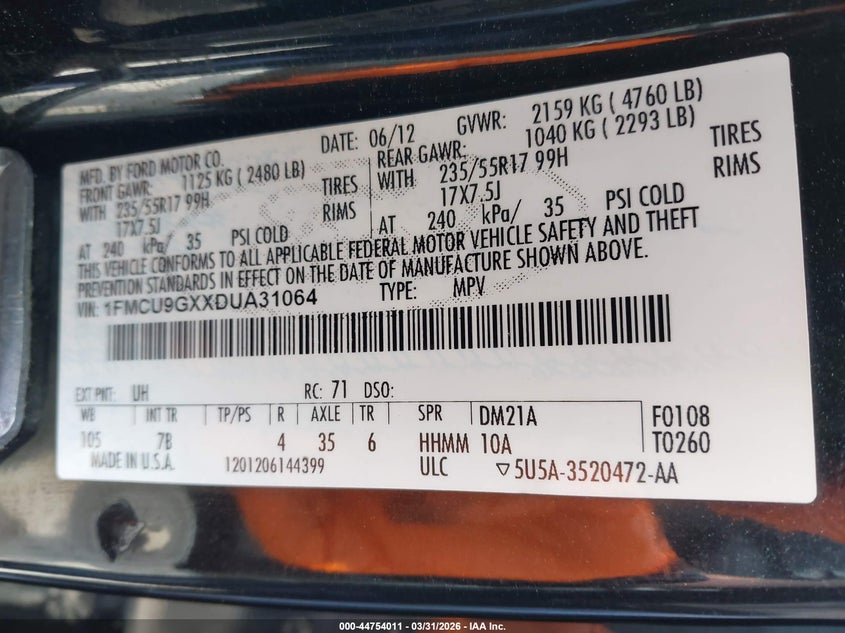 MFD. BY FORD MOTOR CO.
DATE: 06/12 GVWR: 2159 KG ( 4760 LB)
FRONT GAWR: 1125 KG ( 2480 LB) REAR GAWR: 1040 KG ( 2293 LB)
WITH 235/55R17 99H TIRES WITH 235/55R17 99H TIRES
17X7.5J RIMS 17X7.5J RIMS
AT 240 kPa/ 35 PSI COLD AT 240 kPa/ 35 PSI COLD
THIS VEHICLE CONFORMS TO ALL APPLICABLE FEDERAL MOTOR VEHICLE SAFETY AND THEFT
PREVENTION STANDARDS IN EFFECT ON THE DATE OF MANUFACTURE SHOWN ABOVE.
VIN: 1FMCU9GXXDUA31064 TYPE: MPV
EXT PNT: UH RC: 71 DSO:
WB INT TR TP/PS R AXLE TR SPR DM21A F0108
105 7B 4 35 6 HHMM 10A T0260
MADE IN U.S.A. 1201206144399 ULC ▽5U5A-3520472-AA
000-44754011 — 03/31/2026 — IAA Inc.